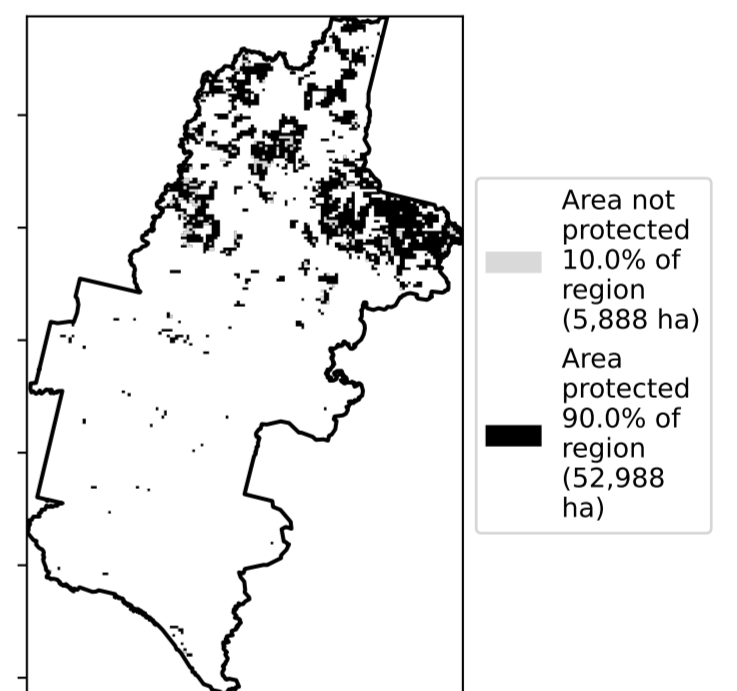 Area not
protected
10.0% of
region
(5,888 ha)
Area
protected
90.0% of
region
(52,988
ha)